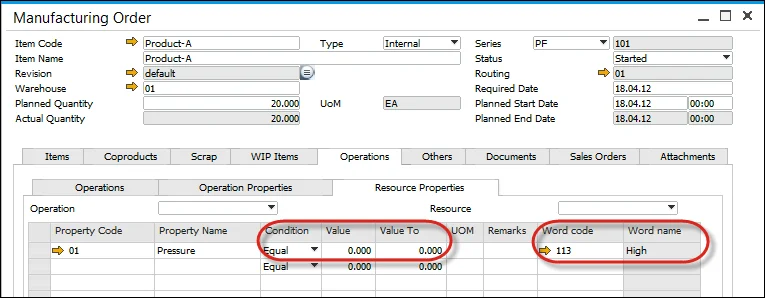 Manufacturing Order
Item Code Product-A Type Internal Series PF 101
Item Name Product-A Status Started
Revision default Routing 01
Warehouse 01 Required Date 18.04.12
Planned Quantity 20.000 UoM EA Planned Start Date 18.04.12 00:00
Actual Quantity 20.000 Planned End Date 18.04.12 00:00
Items Coproducts Scrap WIP Items Operations Others Documents Sales Orders Attachments
Operations Operation Properties Resource Properties
Operation Resource
Property Code Property Name Condition Value Value To UOM Remarks Word code Word name
01 Pressure Equal 0.000 0.000 113 High
Equal 0.000 0.000